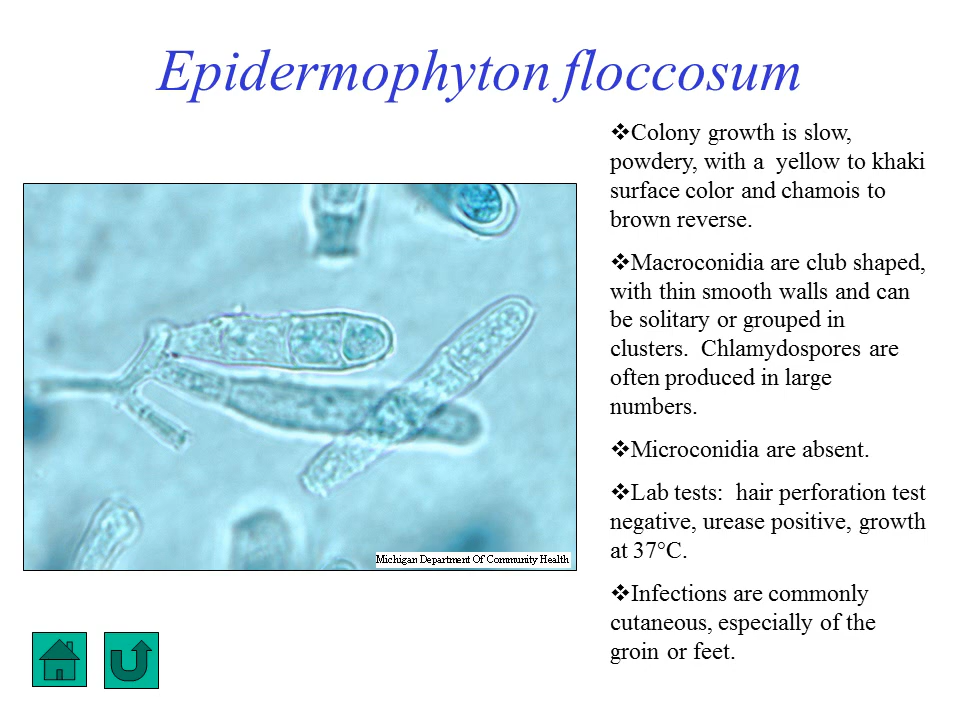 Epidermophyton floccosum
❖Colony growth is slow,
powdery, with a  yellow to khaki
surface color and chamois to
brown reverse.
❖Macroconidia are club shaped,
with thin smooth walls and can
be solitary or grouped in
clusters.  Chlamydospores are
often produced in large
numbers.
❖Microconidia are absent.
❖Lab tests:  hair perforation test
negative, urease positive, growth
at 37°C.
❖Infections are commonly
cutaneous, especially of the
groin or feet.
Michigan Department Of Community Health